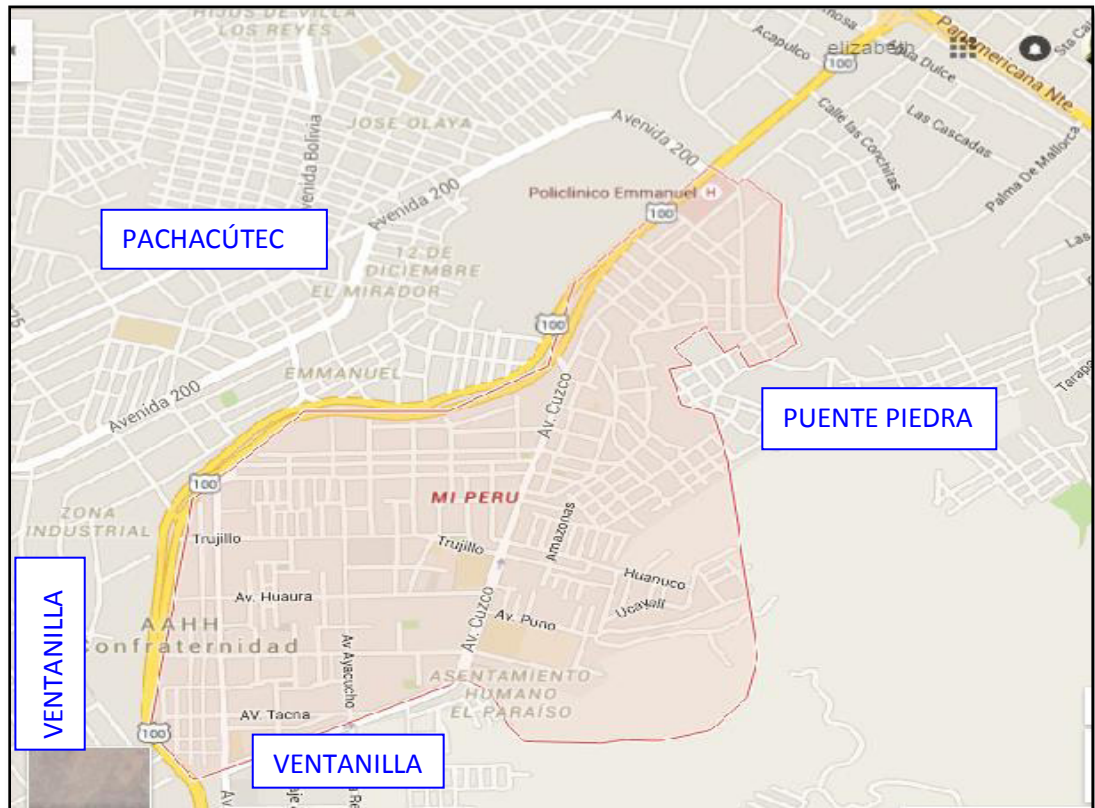 HIJOS DE VILLA
LOS REYES
elizabeth
Acapulco
Agua Dulce
Panamericana Nte.
Sta
100
Las Cascadas
Calle las Conchitas
Palma De Mallorca
Las
JOSE OLAYA
Avenida 200
Avenida Bolivia
Policlinico Emmanuel H
100
Avenida 200
PACHACÚTEC
12 DE
DICIEMBRE
EL MIRADOR
100
EMMANUEL
Avenida 200
Av. Cuzco
PUENTE PIEDRA
100
MI PERU
ZONA
INDUSTRIAL
Trujillo
Trujillo
Amazonas
Huanuco
Ucayali
Av. Huaura
Av. Puno
Av. Cuzco
VENTANILLA
AAHH
Confraternidad
Av Ayacucho
ASENTAMIENTO
HUMANO
EL PARAÍSO
AV. Tacna
100
VENTANILLA
Av